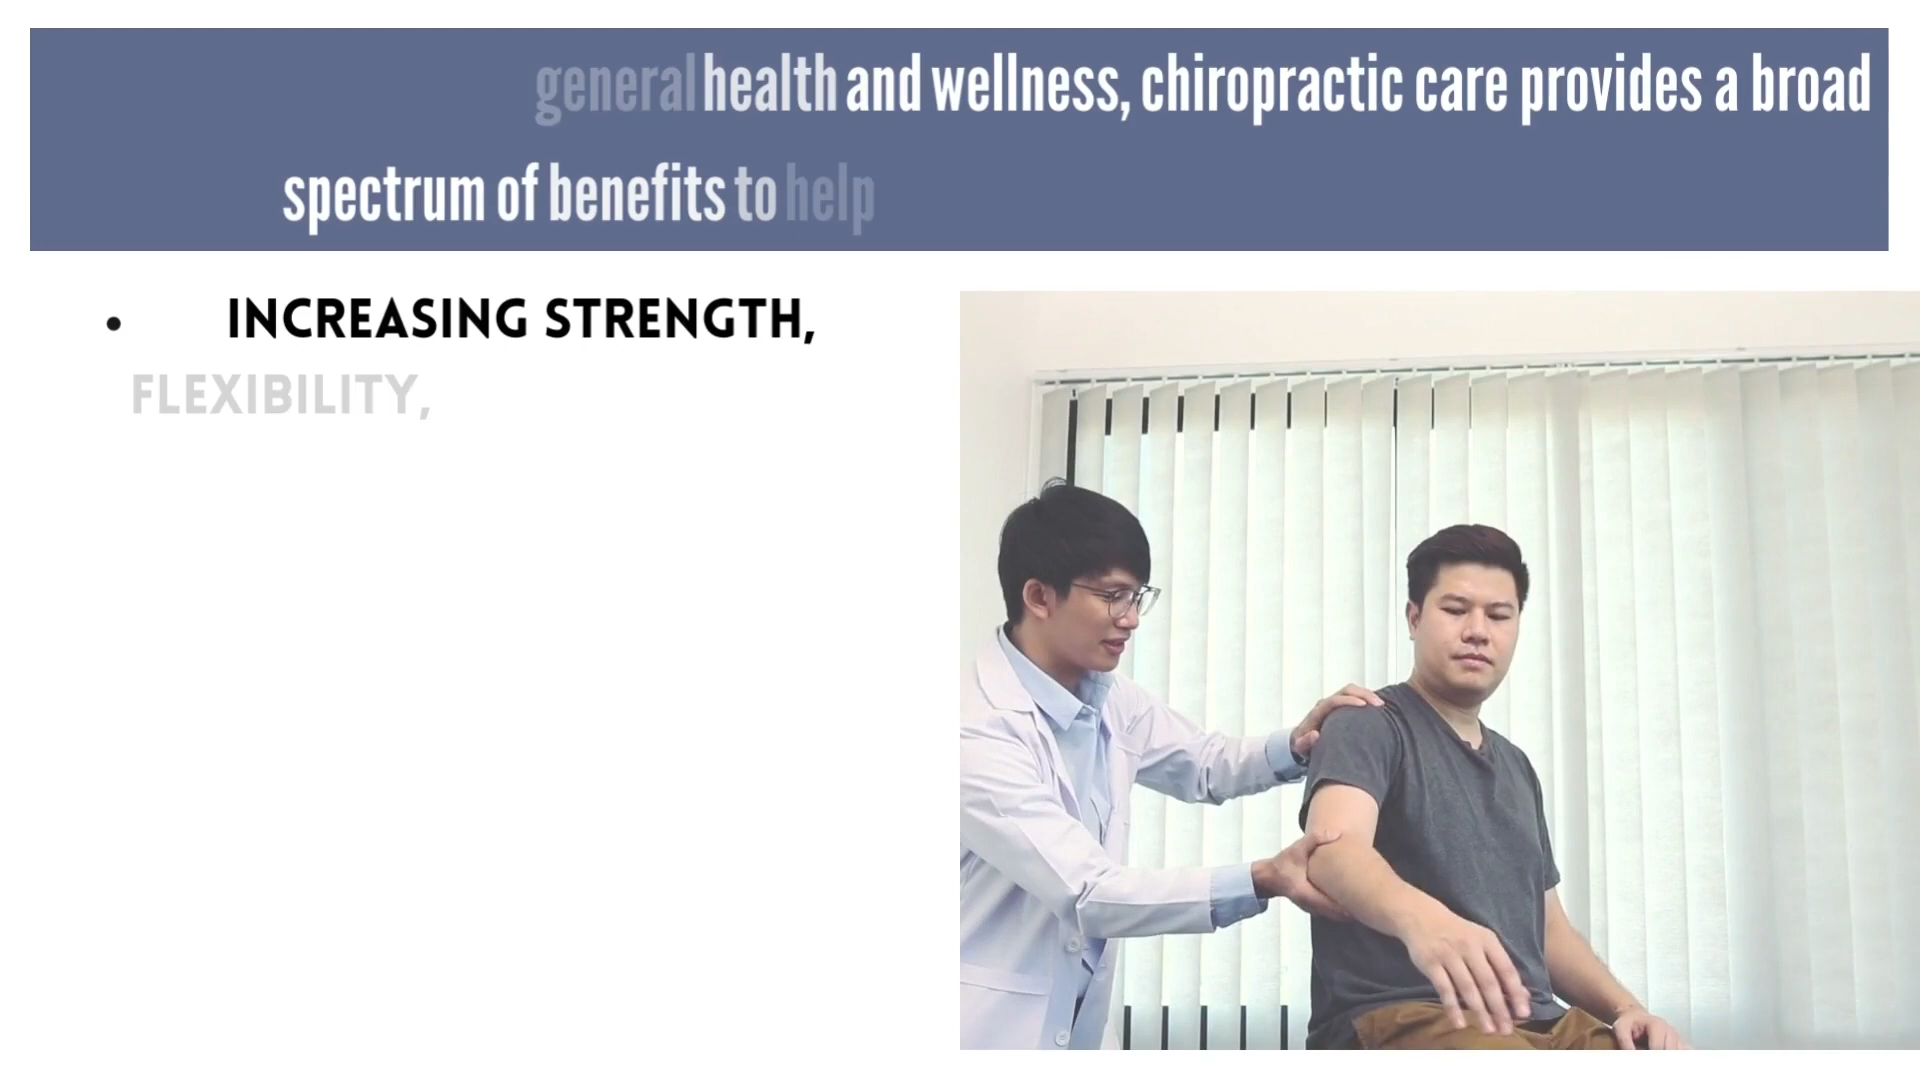 general health and wellness, chiropractic care provides a broad
spectrum of benefits to help
• INCREASING STRENGTH,
FLEXIBILITY,